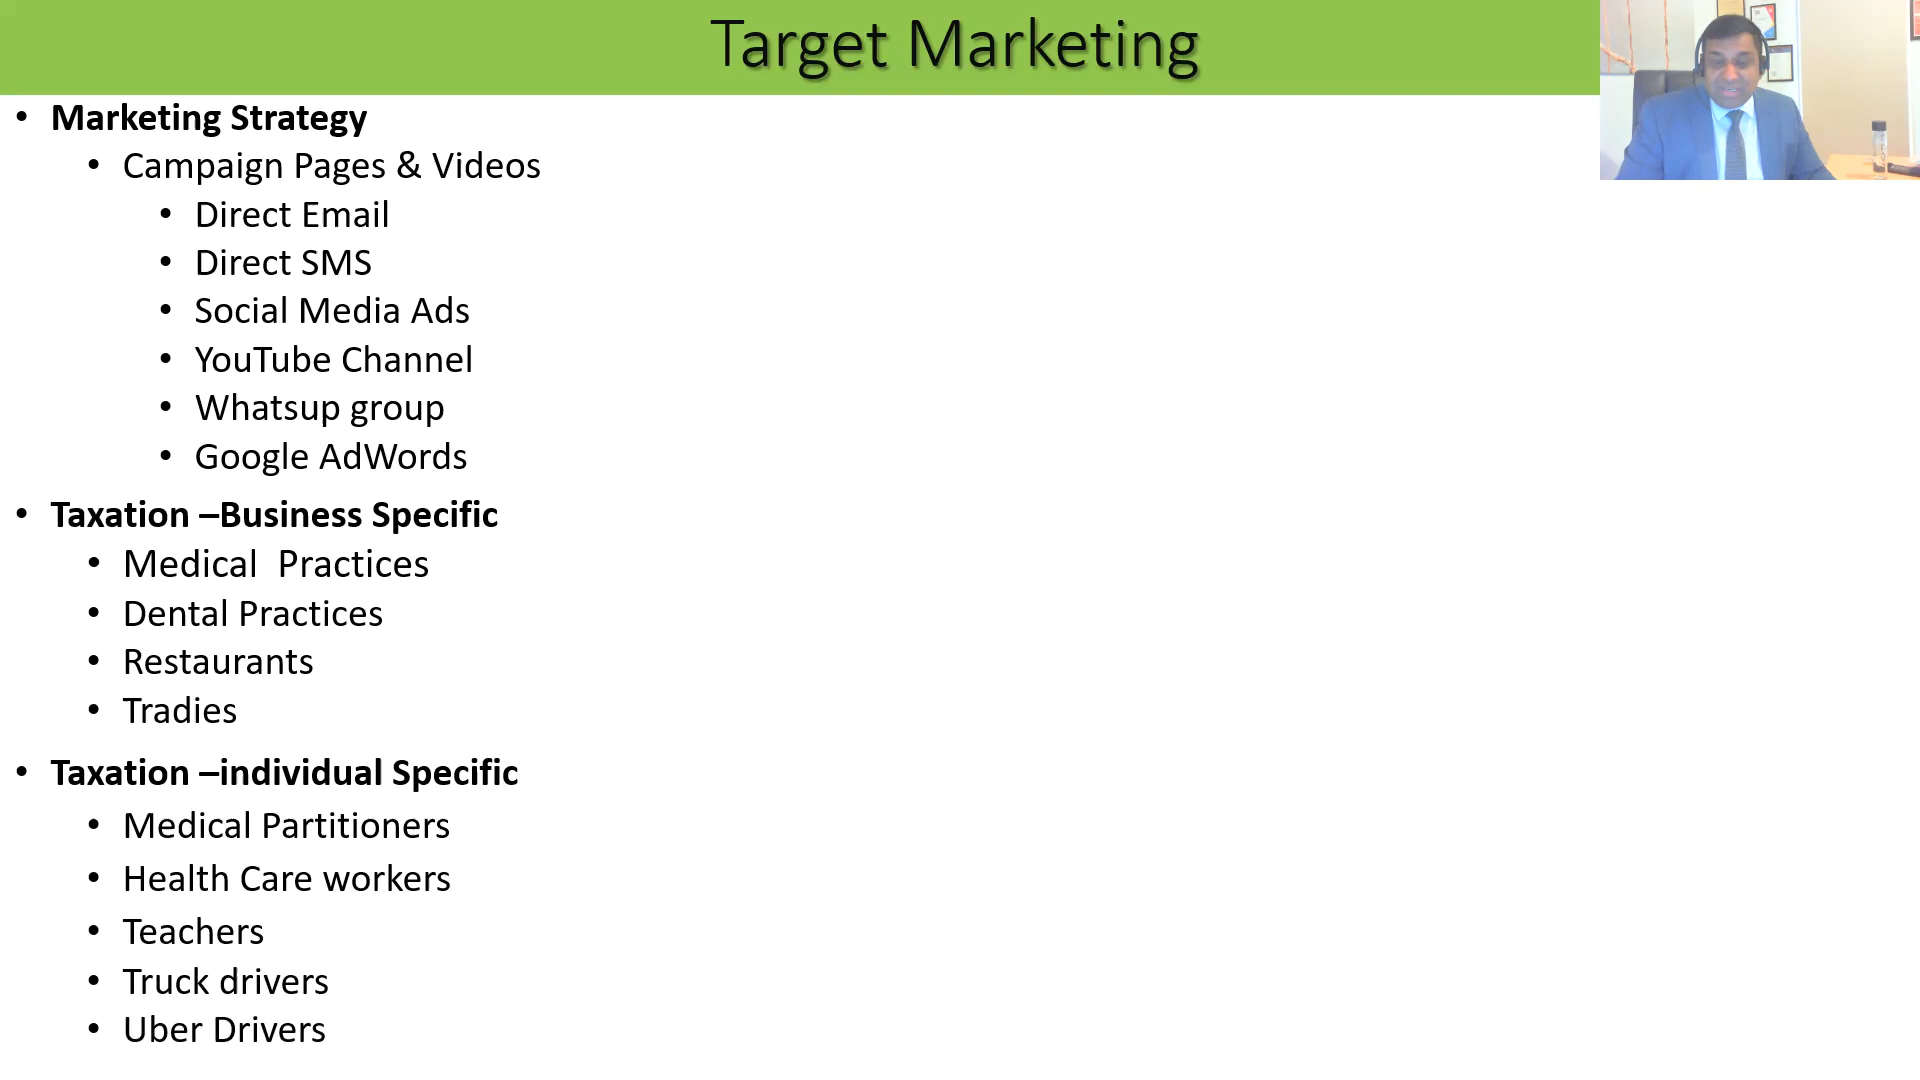 Target Marketing
• Marketing Strategy
• Campaign Pages & Videos
• Direct Email
• Direct SMS
• Social Media Ads
• YouTube Channel
• Whatsup group
• Google AdWords
• Taxation –Business Specific
• Medical  Practices
• Dental Practices
• Restaurants
• Tradies
• Taxation –individual Specific
• Medical Partitioners
• Health Care workers
• Teachers
• Truck drivers
• Uber Drivers